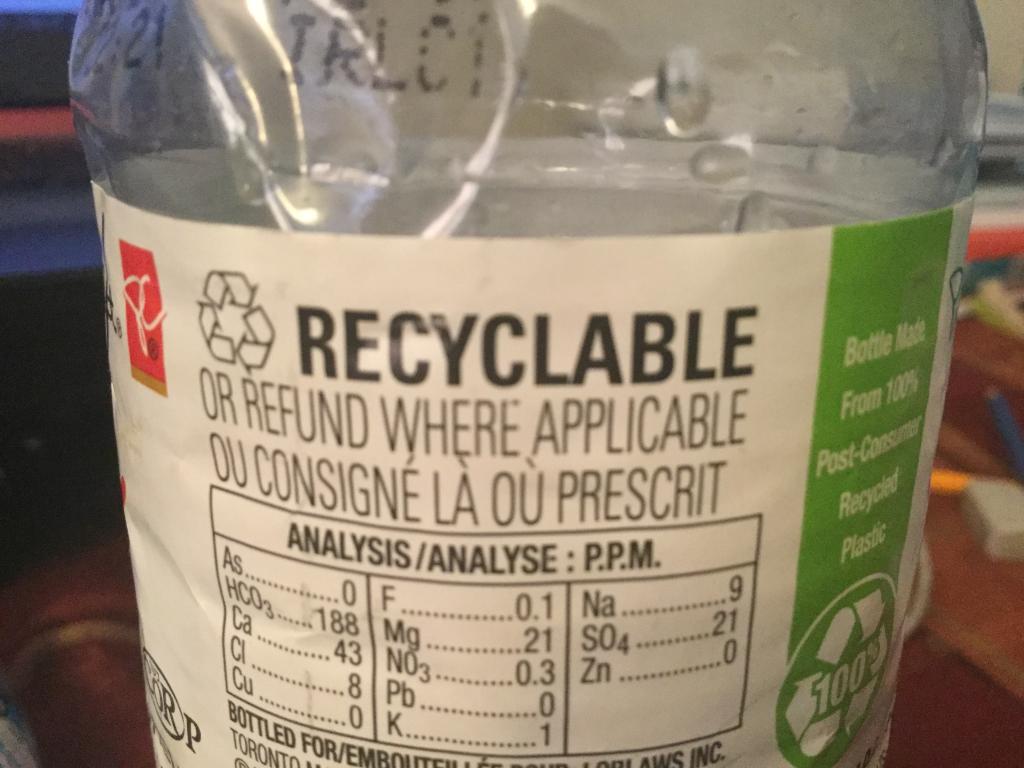 RECYCLABLE
OR REFUND WHERE APPLICABLE
OU CONSIGNÉ LÀ OÙ PRESCRIT
ANALYSIS/ANALYSE : P.P.M.
As..............0
HCO3......188
Ca...........43
Cl..............8
Cu..............0
F..............0.1
Mg............21
NO3..........0.3
Pb..............0
K................1
Na..............9
SO4..........21
Zn..............0
BOTTLED FOR/EMBOUTEILLÉE POUR LOBLAWS INC.
TORONTO
Bottle Made
From 100%
Post-Consumer
Recycled
Plastic
100%